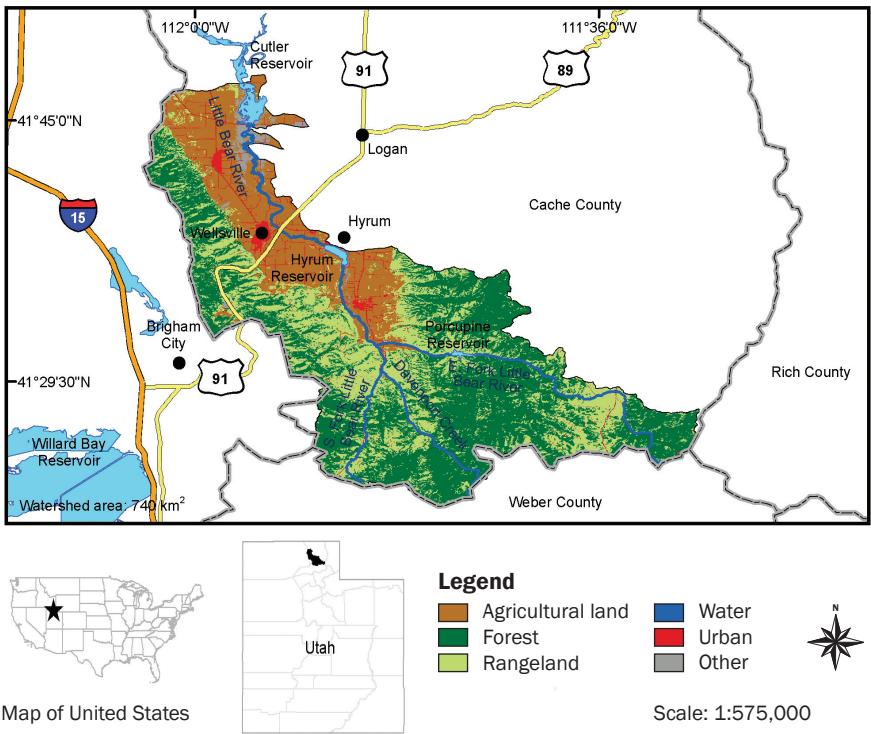 112°0'0"W
111°36'0"W
Cutler
Reservoir
91
89
41°45'0"N
Little Bear River
Logan
15
Cache County
Wellsville
Hyrum
Hyrum
Reservoir
Brigham
City
Porcupine
Reservoir
91
41°29'30"N
E. Fork Little
Bear River
Davenport Creek
S. Fork Little
Bear River
Rich County
Willard Bay
Reservoir
Watershed area: 740 km2
Weber County
Map of United States
Utah
Legend
Agricultural land
Forest
Rangeland
Water
Urban
Other
N
Scale: 1:575,000